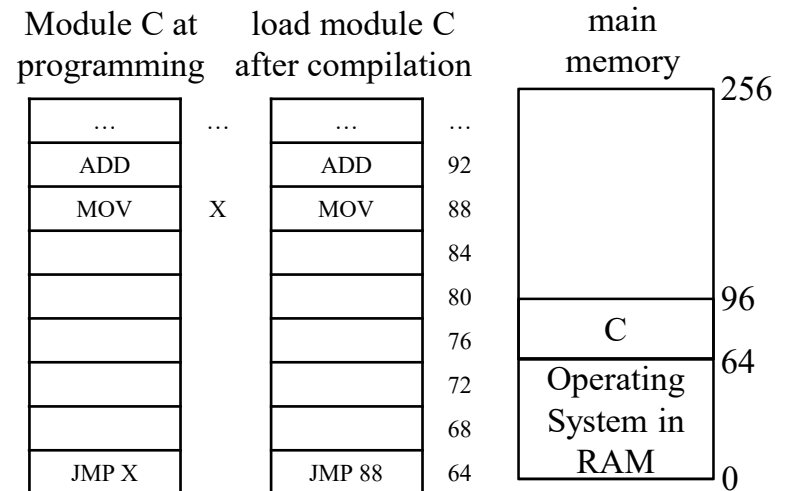 Module C at
programming
load module C
after compilation
main
memory
… … … …
ADD ADD 92
MOV X MOV 88
84
80
76
72
68
JMP X JMP 88 64
256
96
C
64
Operating
System in
RAM
0